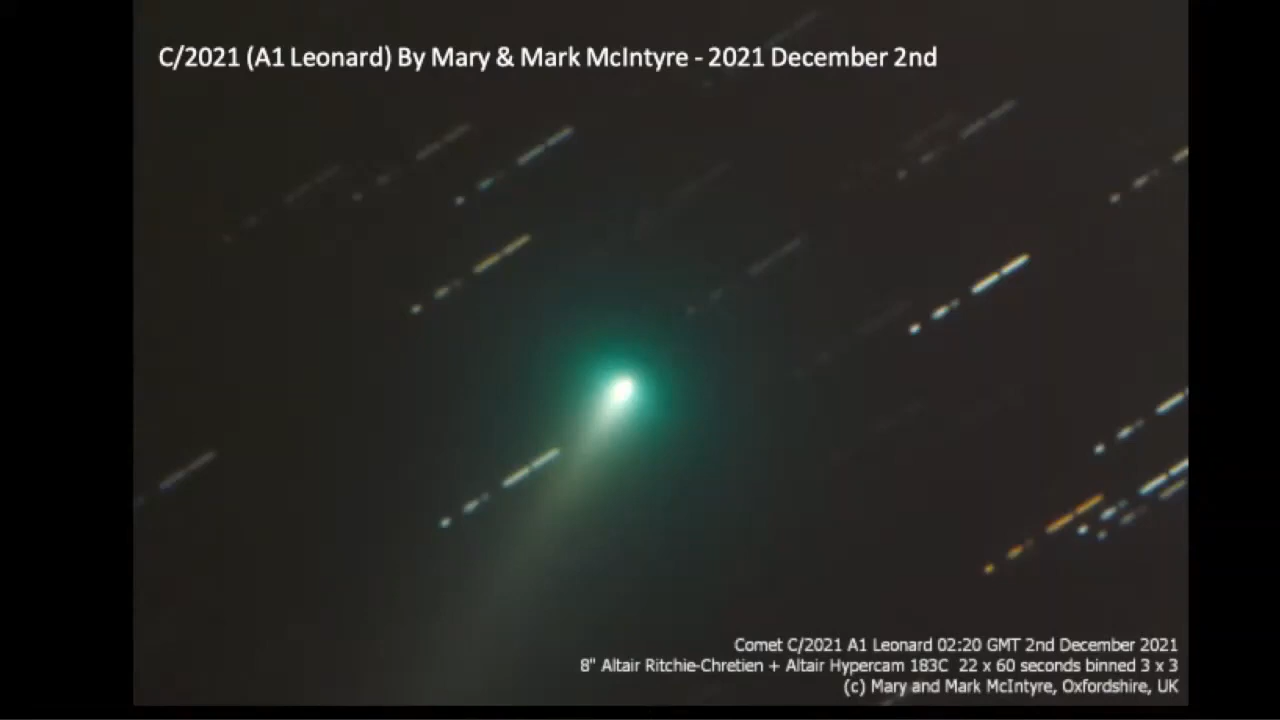 C/2021 (A1 Leonard) By Mary & Mark McIntyre - 2021 December 2nd
Comet C/2021 A1 Leonard 02:20 GMT 2nd December 2021
8" Altair Ritchie-Chretien + Altair Hypercam 183C  22 x 60 seconds binned 3 x 3
(c) Mary and Mark McIntyre, Oxfordshire, UK